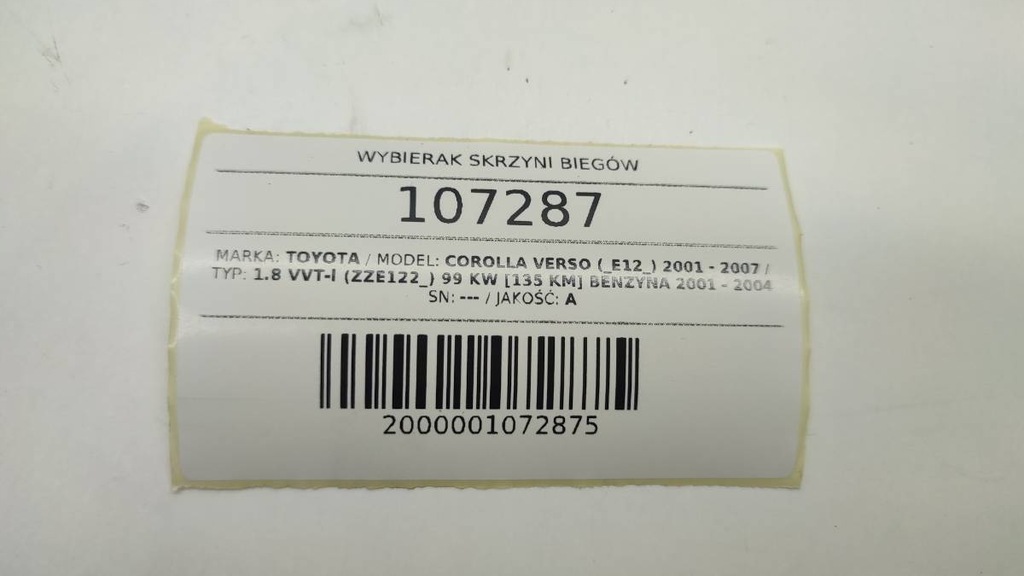 WYBIERAK SKRZYNI BIEGÓW
107287
MARKA: TOYOTA / MODEL: COROLLA VERSO (_E12_) 2001 - 2007 /
TYP: 1.8 VVT-I (ZZE122_) 99 KW [135 KM] BENZYNA 2001 - 2004
SN: --- / JAKOŚĆ: A
2000001072875